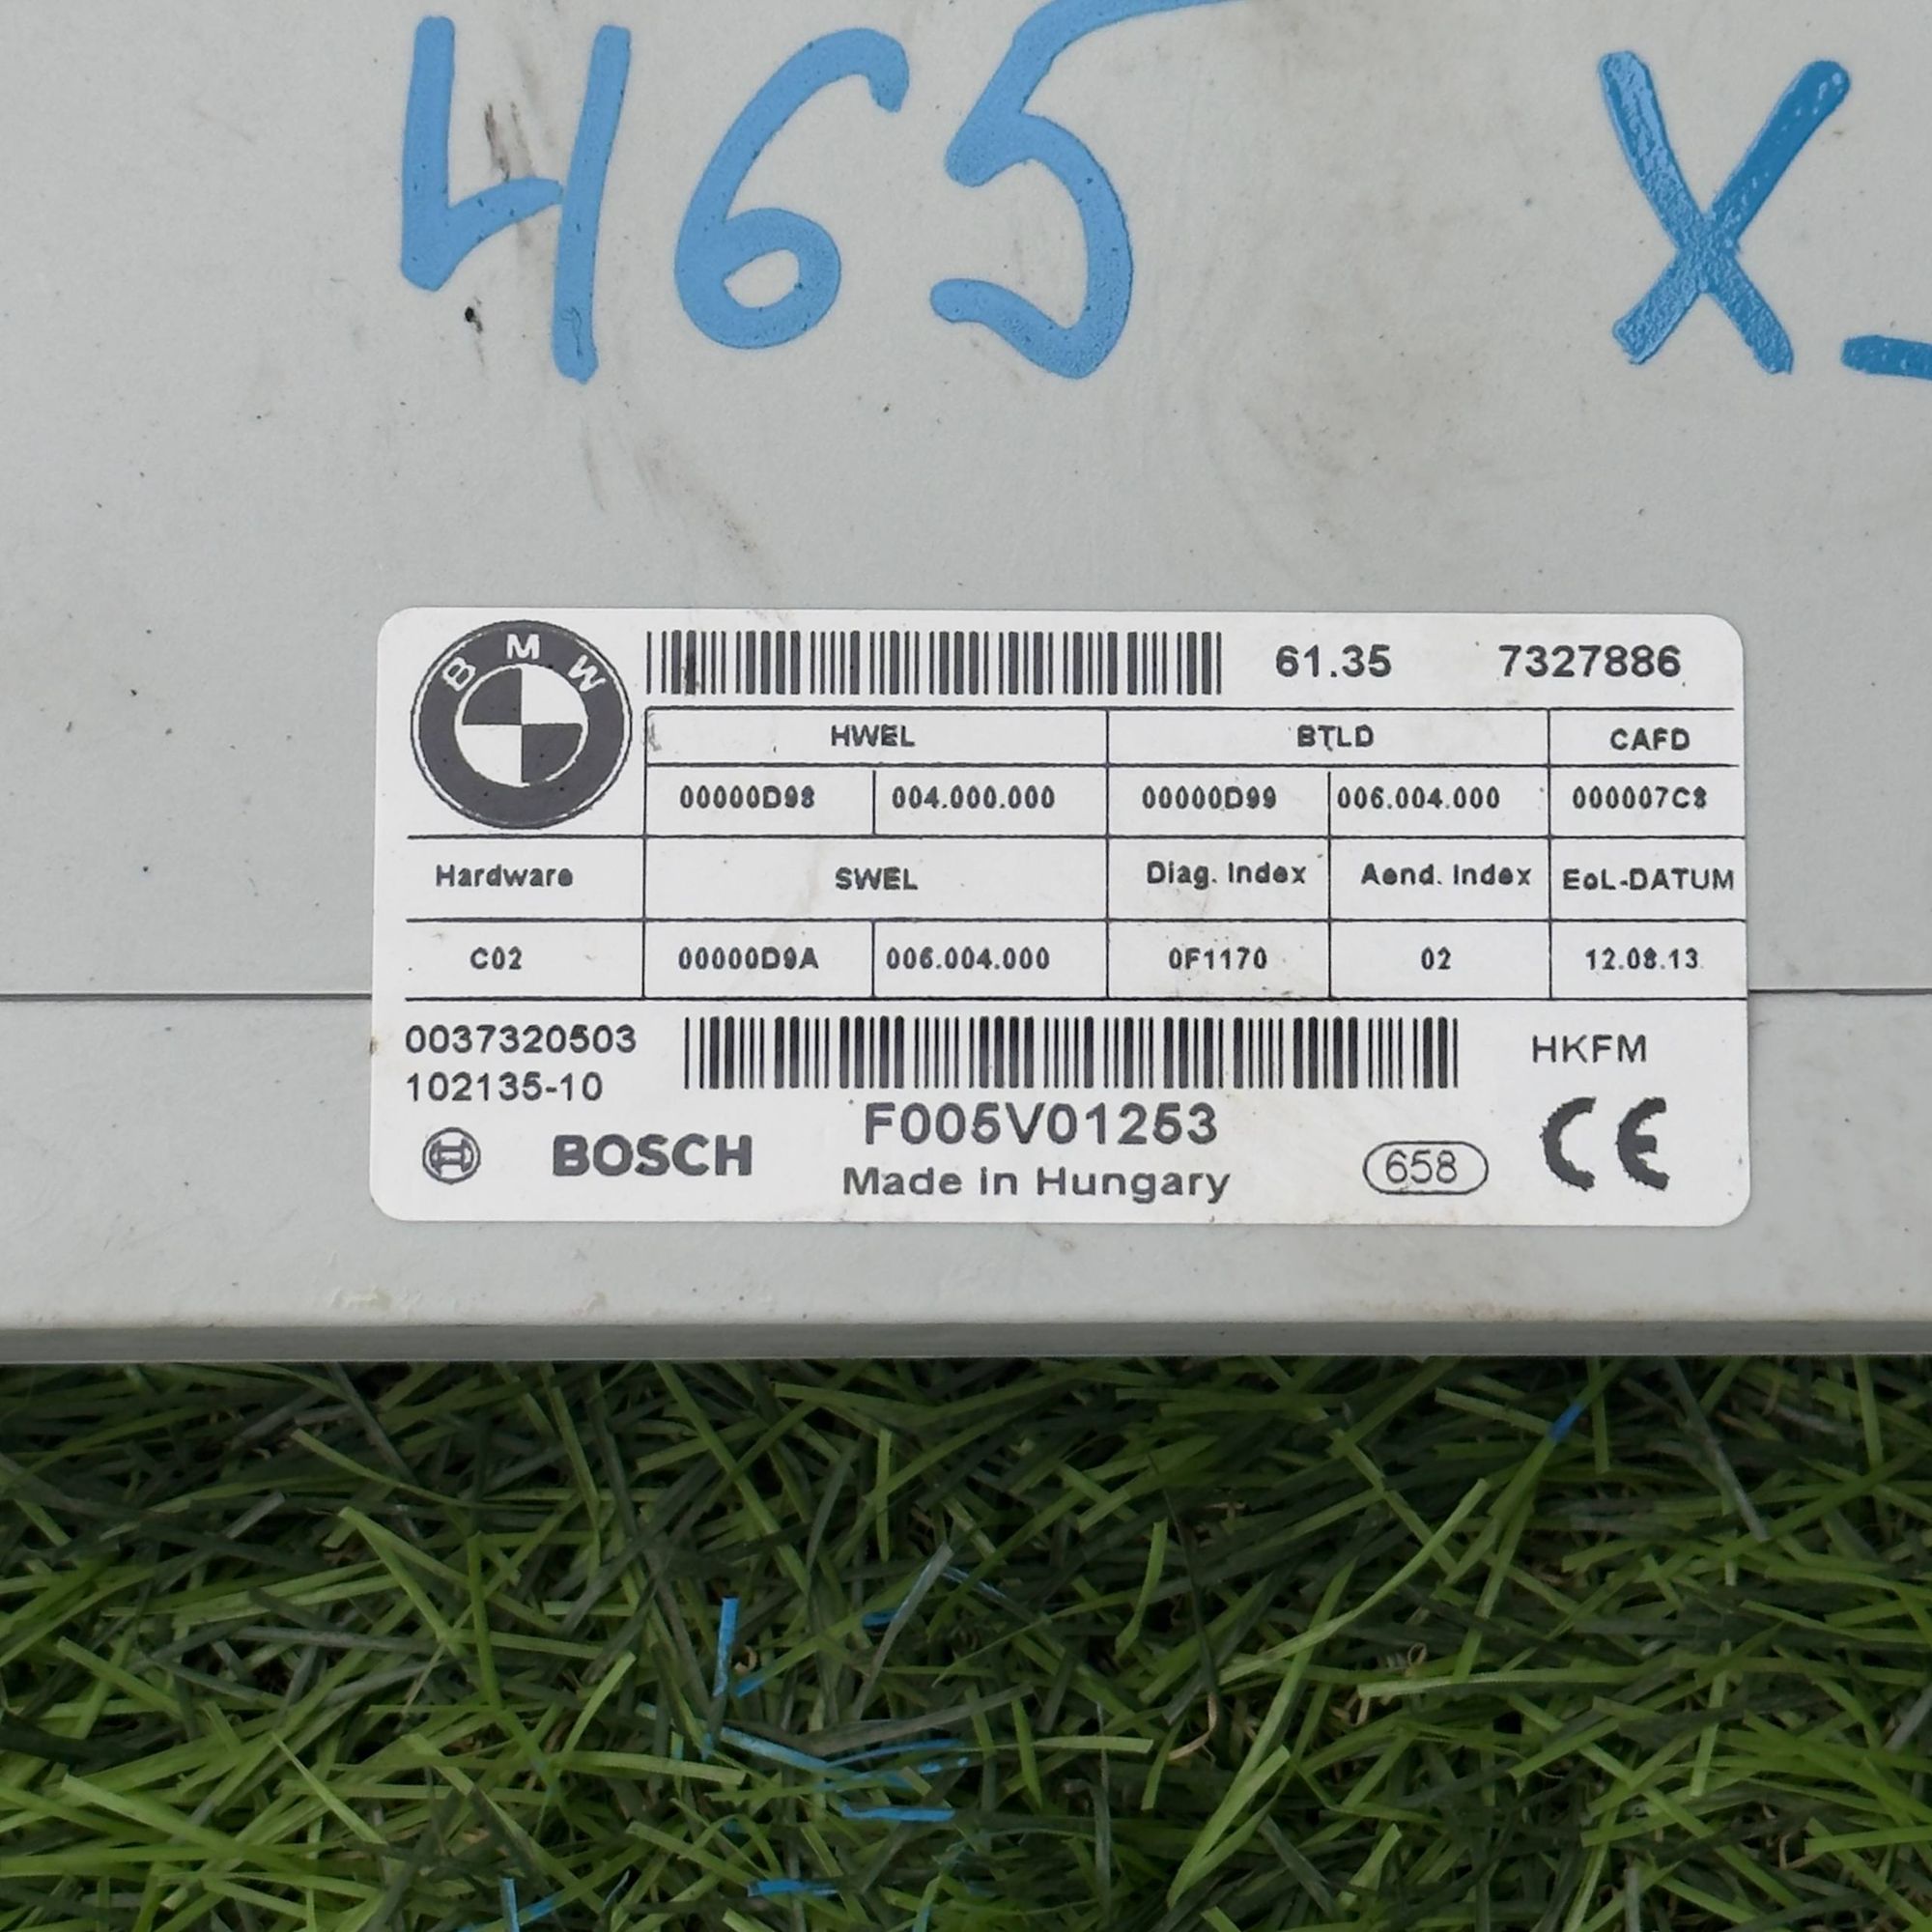 465 X
BMW
61.35 7327886
HWEL BTLD CAFD
00000D98 004.000.000 00000D99 006.004.000 000007C8
Hardware SWEL Diag. Index Aend. Index EoL-DATUM
C02 00000D9A 006.004.000 0F1170 02 12.08.13
0037320503 HKFM
102135-10
F005V01253
BOSCH 658 CE
Made in Hungary